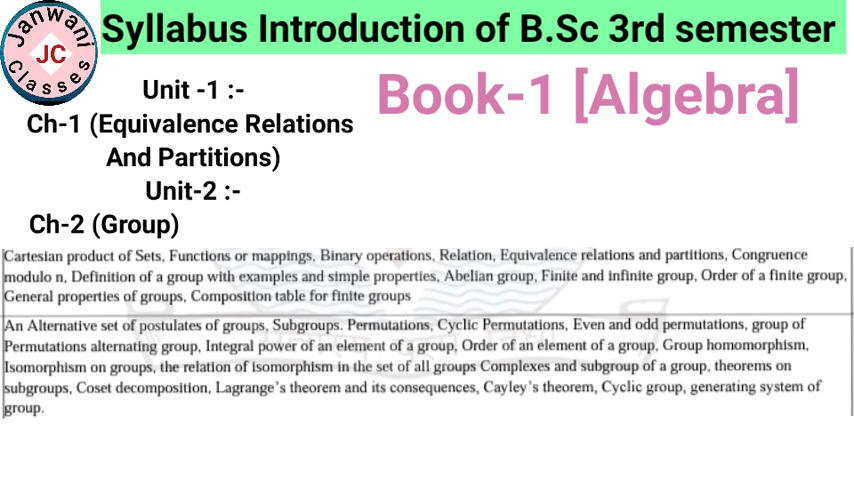 Janwani
JC
Classes
Syllabus Introduction of B.Sc 3rd semester
Book-1 [Algebra]
Unit -1 :-
Ch-1 (Equivalence Relations
And Partitions)
Unit-2 :-
Ch-2 (Group)
Cartesian product of Sets, Functions or mappings, Binary operations, Relation, Equivalence relations and partitions, Congruence
modulo n, Definition of a group with examples and simple properties, Abelian group, Finite and infinite group, Order of a finite group,
General properties of groups, Composition table for finite groups
An Alternative set of postulates of groups, Subgroups. Permutations, Cyclic Permutations, Even and odd permutations, group of
Permutations alternating group, Integral power of an element of a group, Order of an element of a group, Group homomorphism,
Isomorphism on groups, the relation of isomorphism in the set of all groups Complexes and subgroup of a group, theorems on
subgroups, Coset decomposition, Lagrange's theorem and its consequences, Cayley's theorem, Cyclic group, generating system of
group.